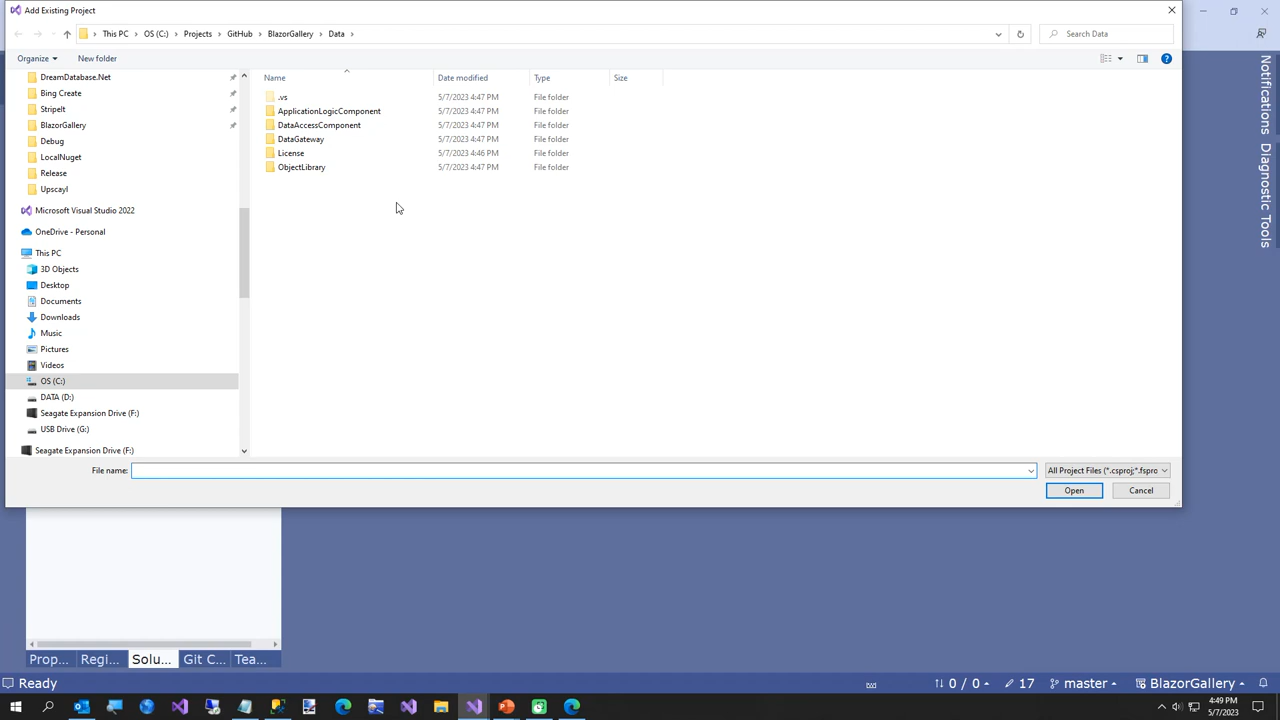 Add Existing Project
This PC > OS (C:) > Projects > GitHub > BlazorGallery > Data >
Search Data
Organize
New folder
DreamDatabase.Net
Bing Create
StripeIt
BlazorGallery
Debug
LocalNuget
Release
Upscayl
Microsoft Visual Studio 2022
OneDrive - Personal
This PC
3D Objects
Desktop
Documents
Downloads
Music
Pictures
Videos
OS (C:)
DATA (D:)
Seagate Expansion Drive (F:)
USB Drive (G:)
Seagate Expansion Drive (F:)
Name Date modified Type Size
.vs 5/7/2023 4:47 PM File folder
ApplicationLogicComponent 5/7/2023 4:47 PM File folder
DataAccessComponent 5/7/2023 4:47 PM File folder
DataGateway 5/7/2023 4:47 PM File folder
License 5/7/2023 4:46 PM File folder
ObjectLibrary 5/7/2023 4:47 PM File folder
File name:
All Project Files (*.csproj;*.fspro
Open
Cancel
Notifications
Diagnostic Tools
Prop... Regi... Solu... Git C... Tea...
Ready
0 / 0
17
master
BlazorGallery
4:49 PM
5/7/2023